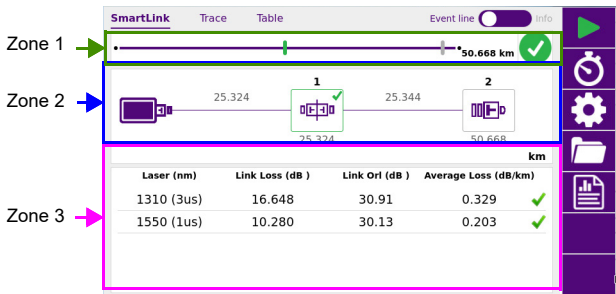 SmartLink Trace Table Event line Info
Zone 1
50.668 km
Zone 2
1 2
25.324 25.344
25.324 50.668
km
Laser (nm) Link Loss (dB ) Link Orl (dB ) Average Loss (dB/km)
Zone 3
1310 (3us) 16.648 30.91 0.329
1550 (1us) 10.280 30.13 0.203